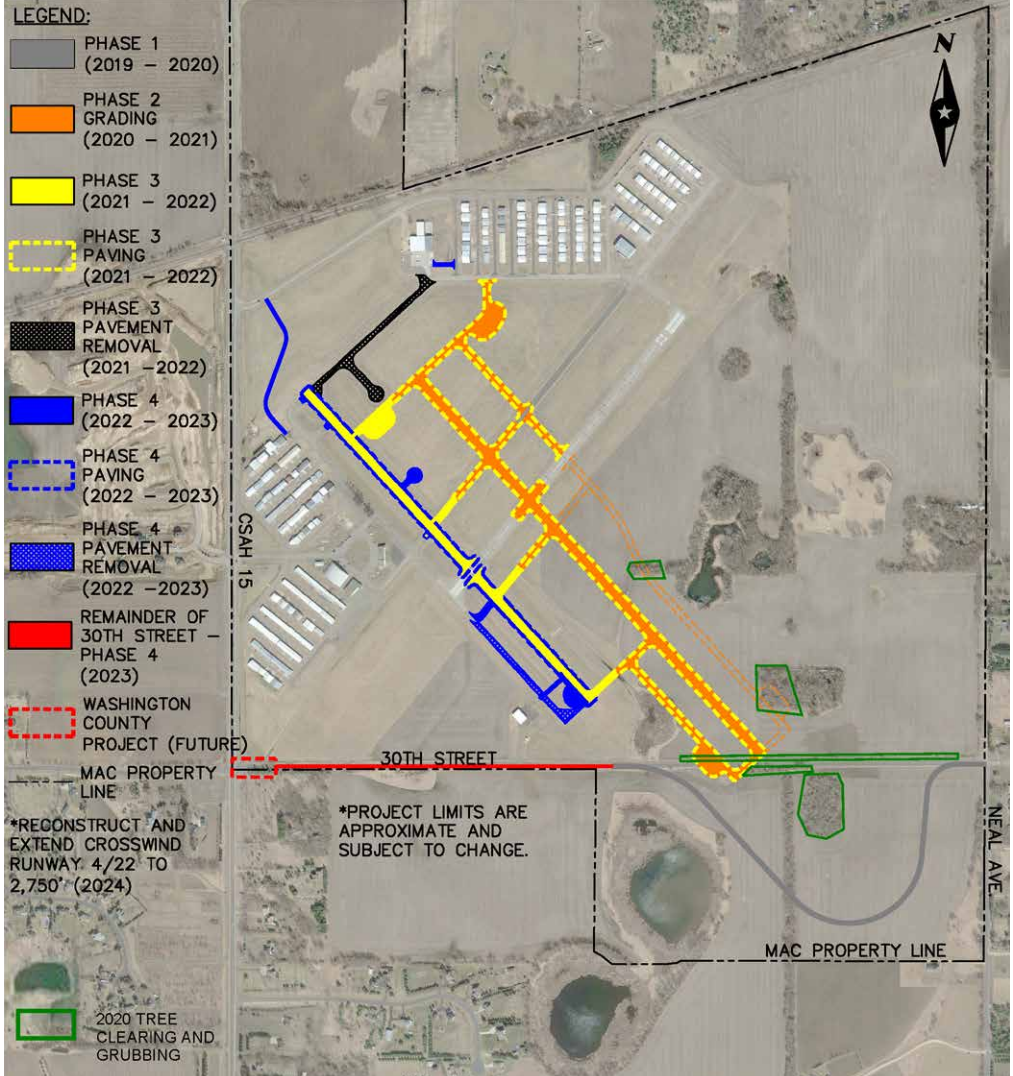 LEGEND:
PHASE 1
(2019 – 2020)
PHASE 2
GRADING
(2020 – 2021)
PHASE 3
(2021 – 2022)
PHASE 3
PAVING
(2021 – 2022)
PHASE 3
PAVEMENT
REMOVAL
(2021 –2022)
PHASE 4
(2022 – 2023)
PHASE 4
PAVING
(2022 – 2023)
PHASE 4
PAVEMENT
REMOVAL
(2022 –2023)
REMAINDER OF
30TH STREET –
PHASE 4
(2023)
WASHINGTON
COUNTY
PROJECT (FUTURE)
MAC PROPERTY
LINE
*RECONSTRUCT AND
EXTEND CROSSWIND
RUNWAY 4/22 TO
2,750' (2024)
2020 TREE
CLEARING AND
GRUBBING
N
CSAH 15
30TH STREET
*PROJECT LIMITS ARE
APPROXIMATE AND
SUBJECT TO CHANGE.
NEAL AVE.
MAC PROPERTY LINE